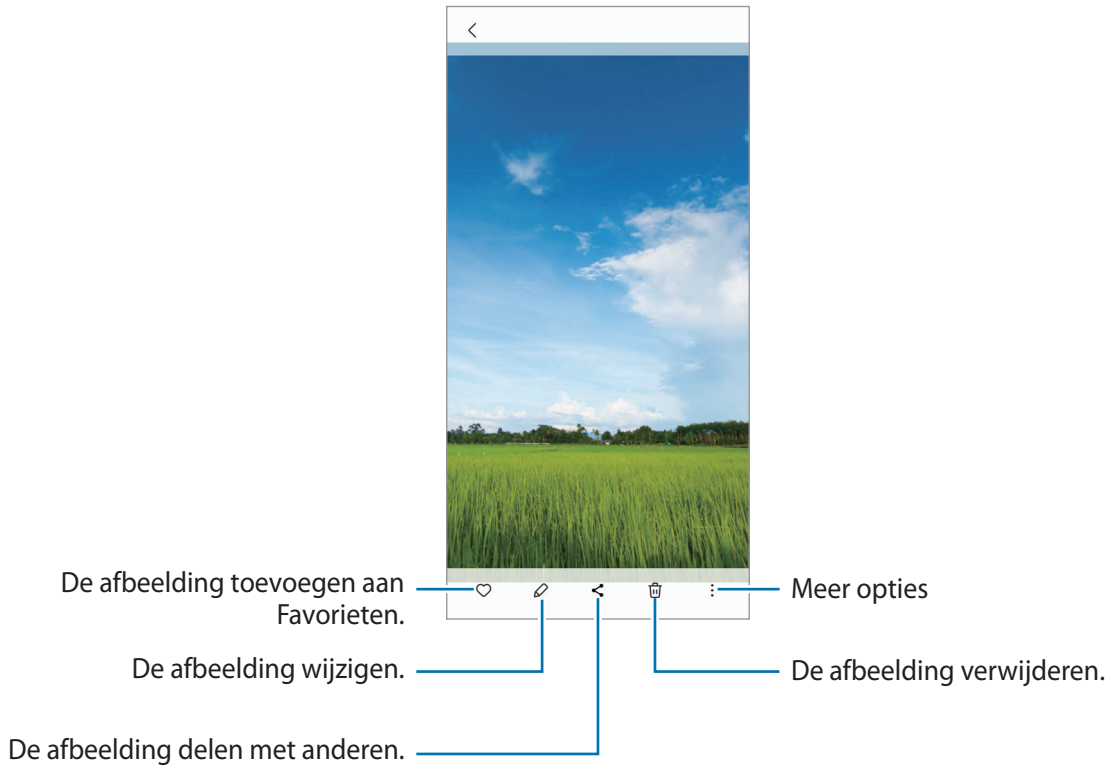 De afbeelding toevoegen aan
Favorieten.
De afbeelding wijzigen.
De afbeelding delen met anderen.
Meer opties
De afbeelding verwijderen.